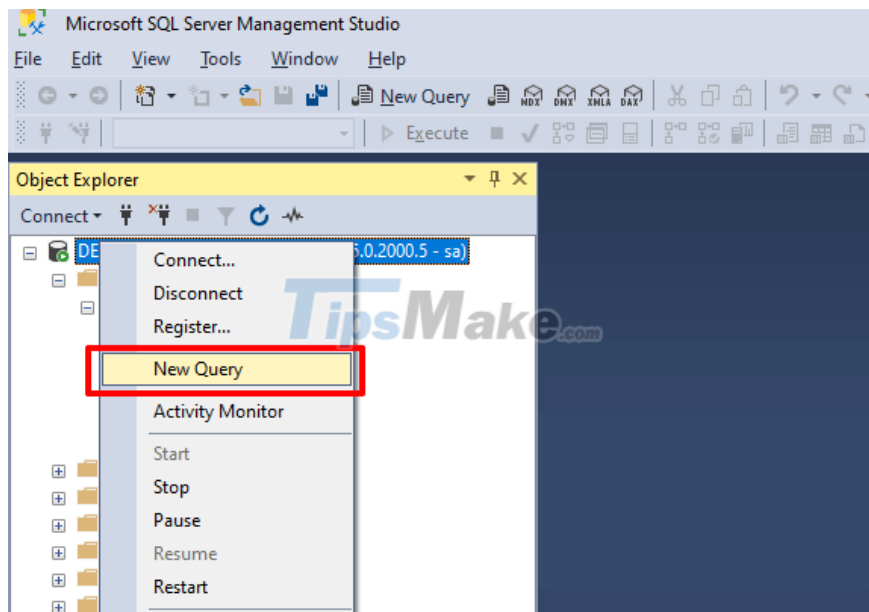 Microsoft SQL Server Management Studio
File Edit View Tools Window Help
New Query MDX DMX XMLA DAX
Execute
Object Explorer
Connect
DE 5.0.2000.5 - sa)
Connect...
Disconnect
Register...
TipsMake.com
New Query
Activity Monitor
Start
Stop
Pause
Resume
Restart